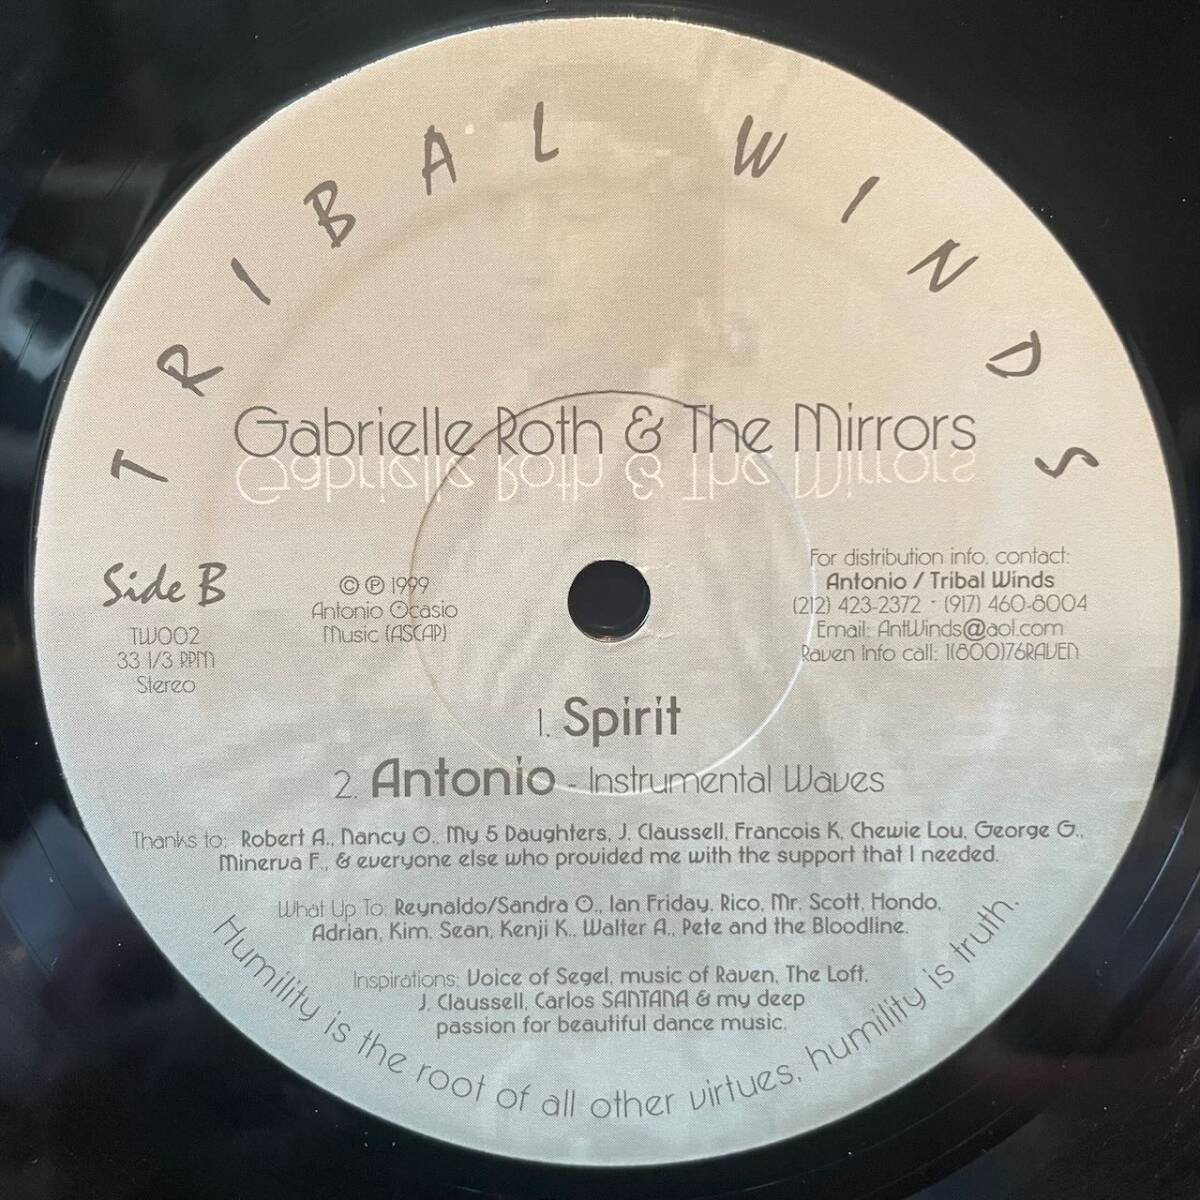 TRIBAL WINDS
Gabrielle Roth & The Mirrors
Gabrielle Roth & The Mirrors
Side B
TW002
33 1/3 RPM
Stereo
© ℗ 1999
Antonio Ocasio
Music (ASCAP)
For distribution info, contact:
Antonio / Tribal Winds
(212) 423-2372 - (917) 460-8004
Email: AntWinds@aol.com
Raven Info call: 1(800)76RAVEN
1. Spirit
2. Antonio - Instrumental Waves
Thanks to: Robert A., Nancy O., My 5 Daughters, J. Claussell, Francois K, Chewie Lou, George G.,
Minerva F., & everyone else who provided me with the support that I needed.
What Up To: Reynaldo/Sandra O., Ian Friday, Rico, Mr. Scott, Hondo,
Adrian, Kim, Sean, Kenji K., Walter A., Pete and the Bloodline.
Inspirations: Voice of Segel, music of Raven, The Loft,
J. Claussell, Carlos SANTANA & my deep
passion for beautiful dance music.
Humility is the root of all other virtues, humility is truth.